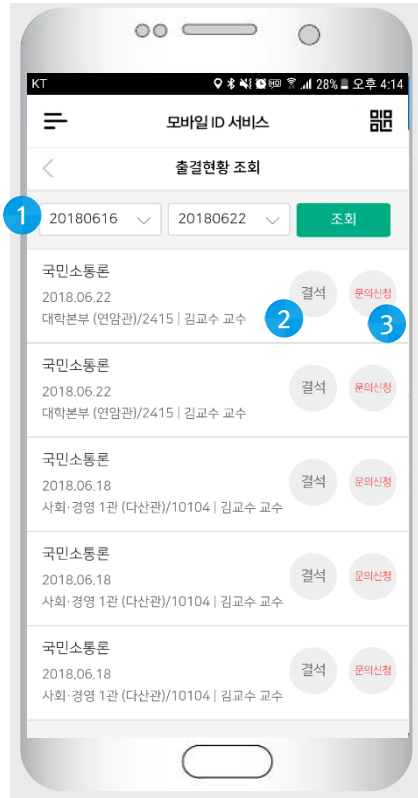 KT 28% 오후 4:14
모바일 ID 서비스
출결현황 조회
1 20180616 20180622 조회
국민소통론
2018.06.22
대학본부 (연암관)/2415 | 김교수 교수
결석 문의신청
2 3
국민소통론
2018.06.22
대학본부 (연암관)/2415 | 김교수 교수
결석 문의신청
국민소통론
2018.06.18
사회·경영 1관 (다산관)/10104 | 김교수 교수
결석 문의신청
국민소통론
2018.06.18
사회·경영 1관 (다산관)/10104 | 김교수 교수
결석 문의신청
국민소통론
2018.06.18
사회·경영 1관 (다산관)/10104 | 김교수 교수
결석 문의신청